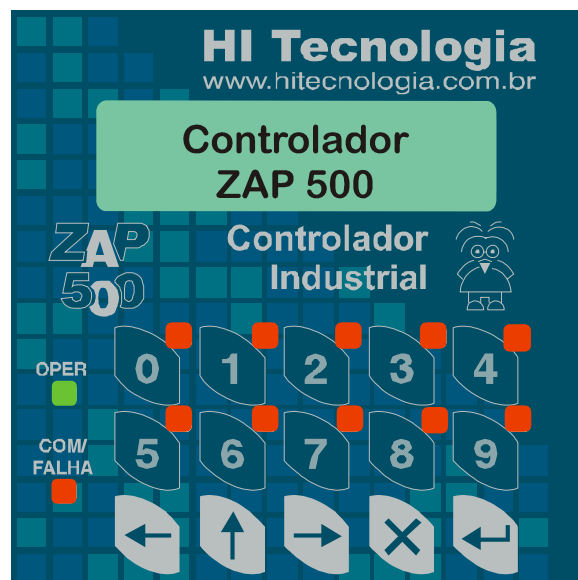 HI Tecnologia
www.hitecnologia.com.br
Controlador
ZAP 500
ZAP
500
Controlador
Industrial
OPER
0 1 2 3 4
COM/
FALHA
5 6 7 8 9